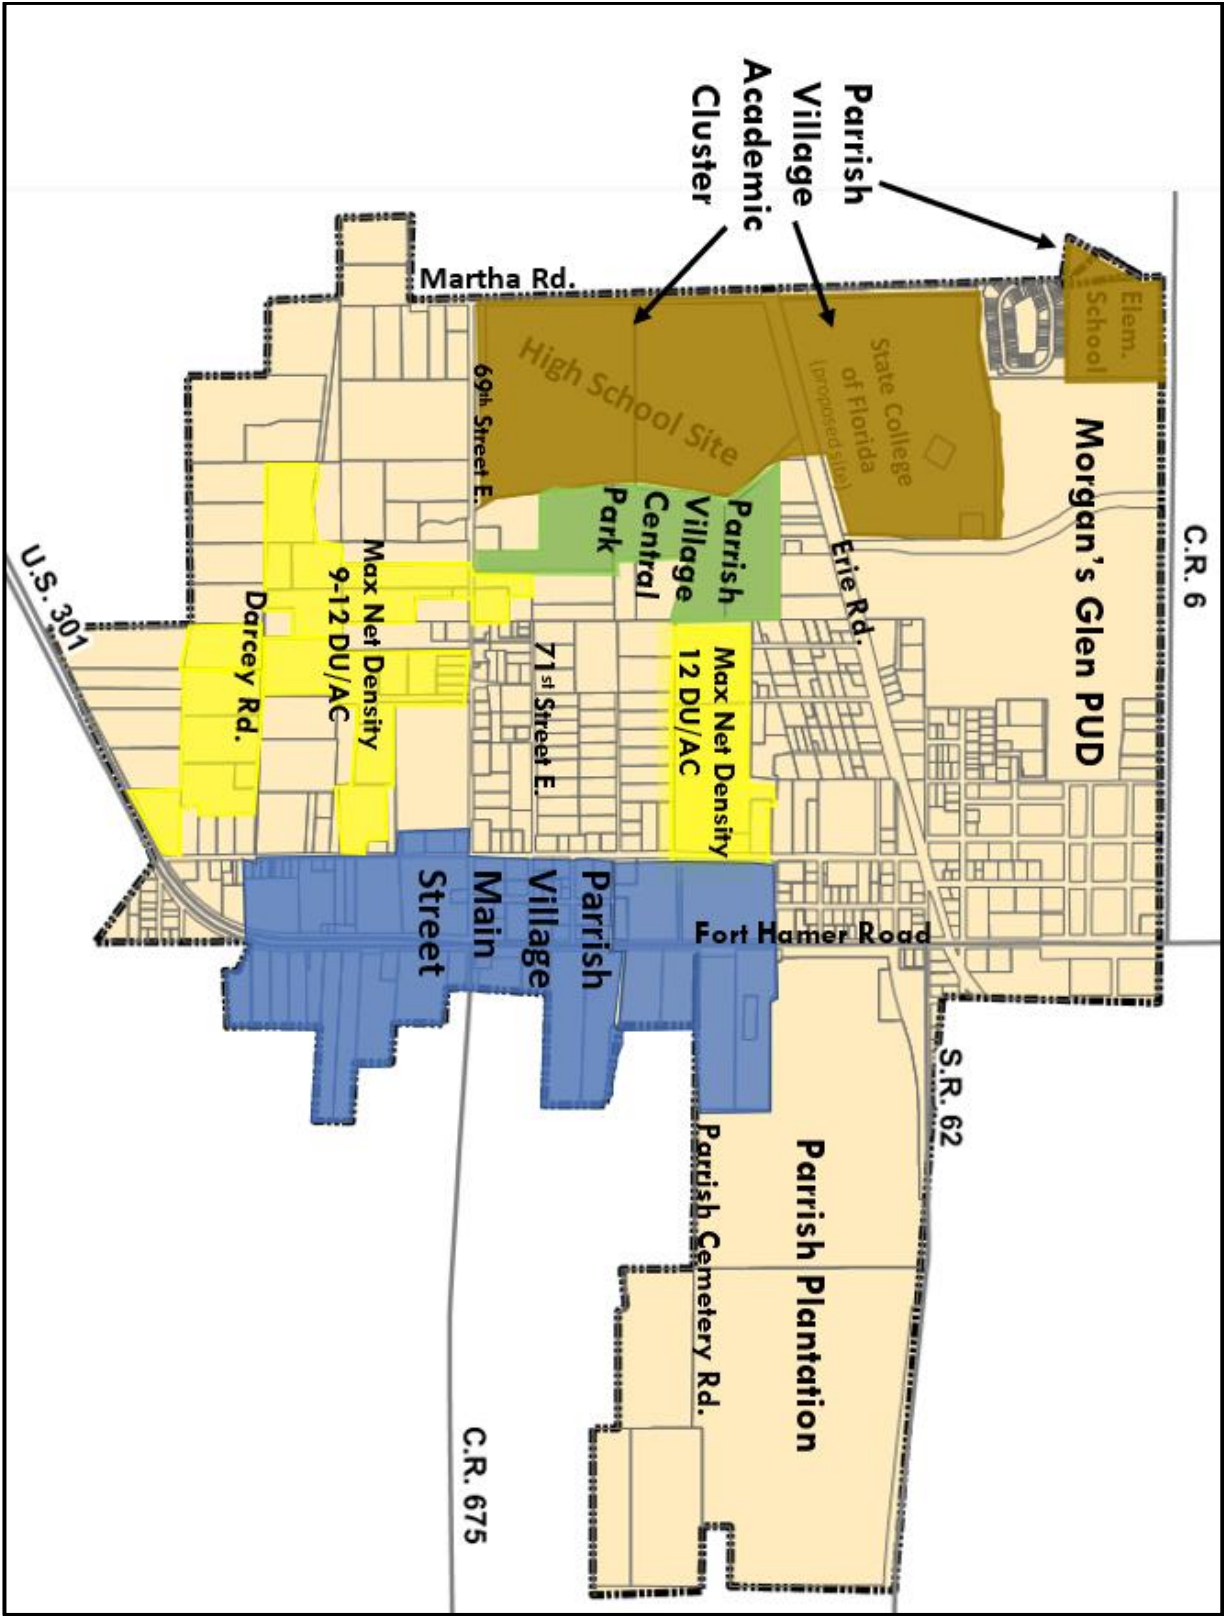 Parrish
Village
Academic
Cluster
Elem.
School
Martha Rd.
State College
of Florida
(proposed site)
High School Site
69th Street E.
Morgan's Glen PUD
C.R. 6
Parrish
Village
Central
Park
Erie Rd.
Max Net Density
9-12 DU/AC
U.S. 301
Darcey Rd.
71st Street E.
Max Net Density
12 DU/AC
Parrish
Village
Main
Street
Fort Hamer Road
S.R. 62
Parrish Cemetery Rd.
Parrish Plantation
C.R. 675